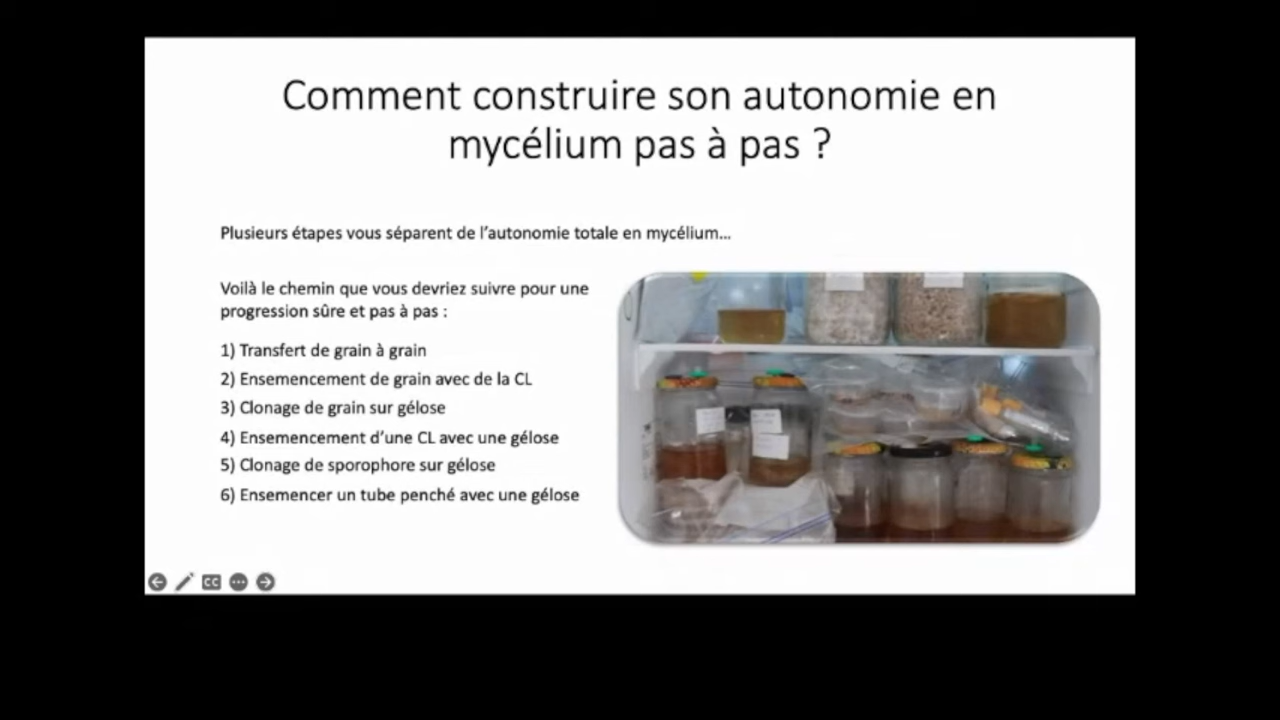 Comment construire son autonomie en
mycélium pas à pas ?
Plusieurs étapes vous séparent de l’autonomie totale en mycélium…
Voilà le chemin que vous devriez suivre pour une
progression sûre et pas à pas :
1) Transfert de grain à grain
2) Ensemencement de grain avec de la CL
3) Clonage de grain sur gélose
4) Ensemencement d’une CL avec une gélose
5) Clonage de sporophore sur gélose
6) Ensemencer un tube penché avec une gélose
CC